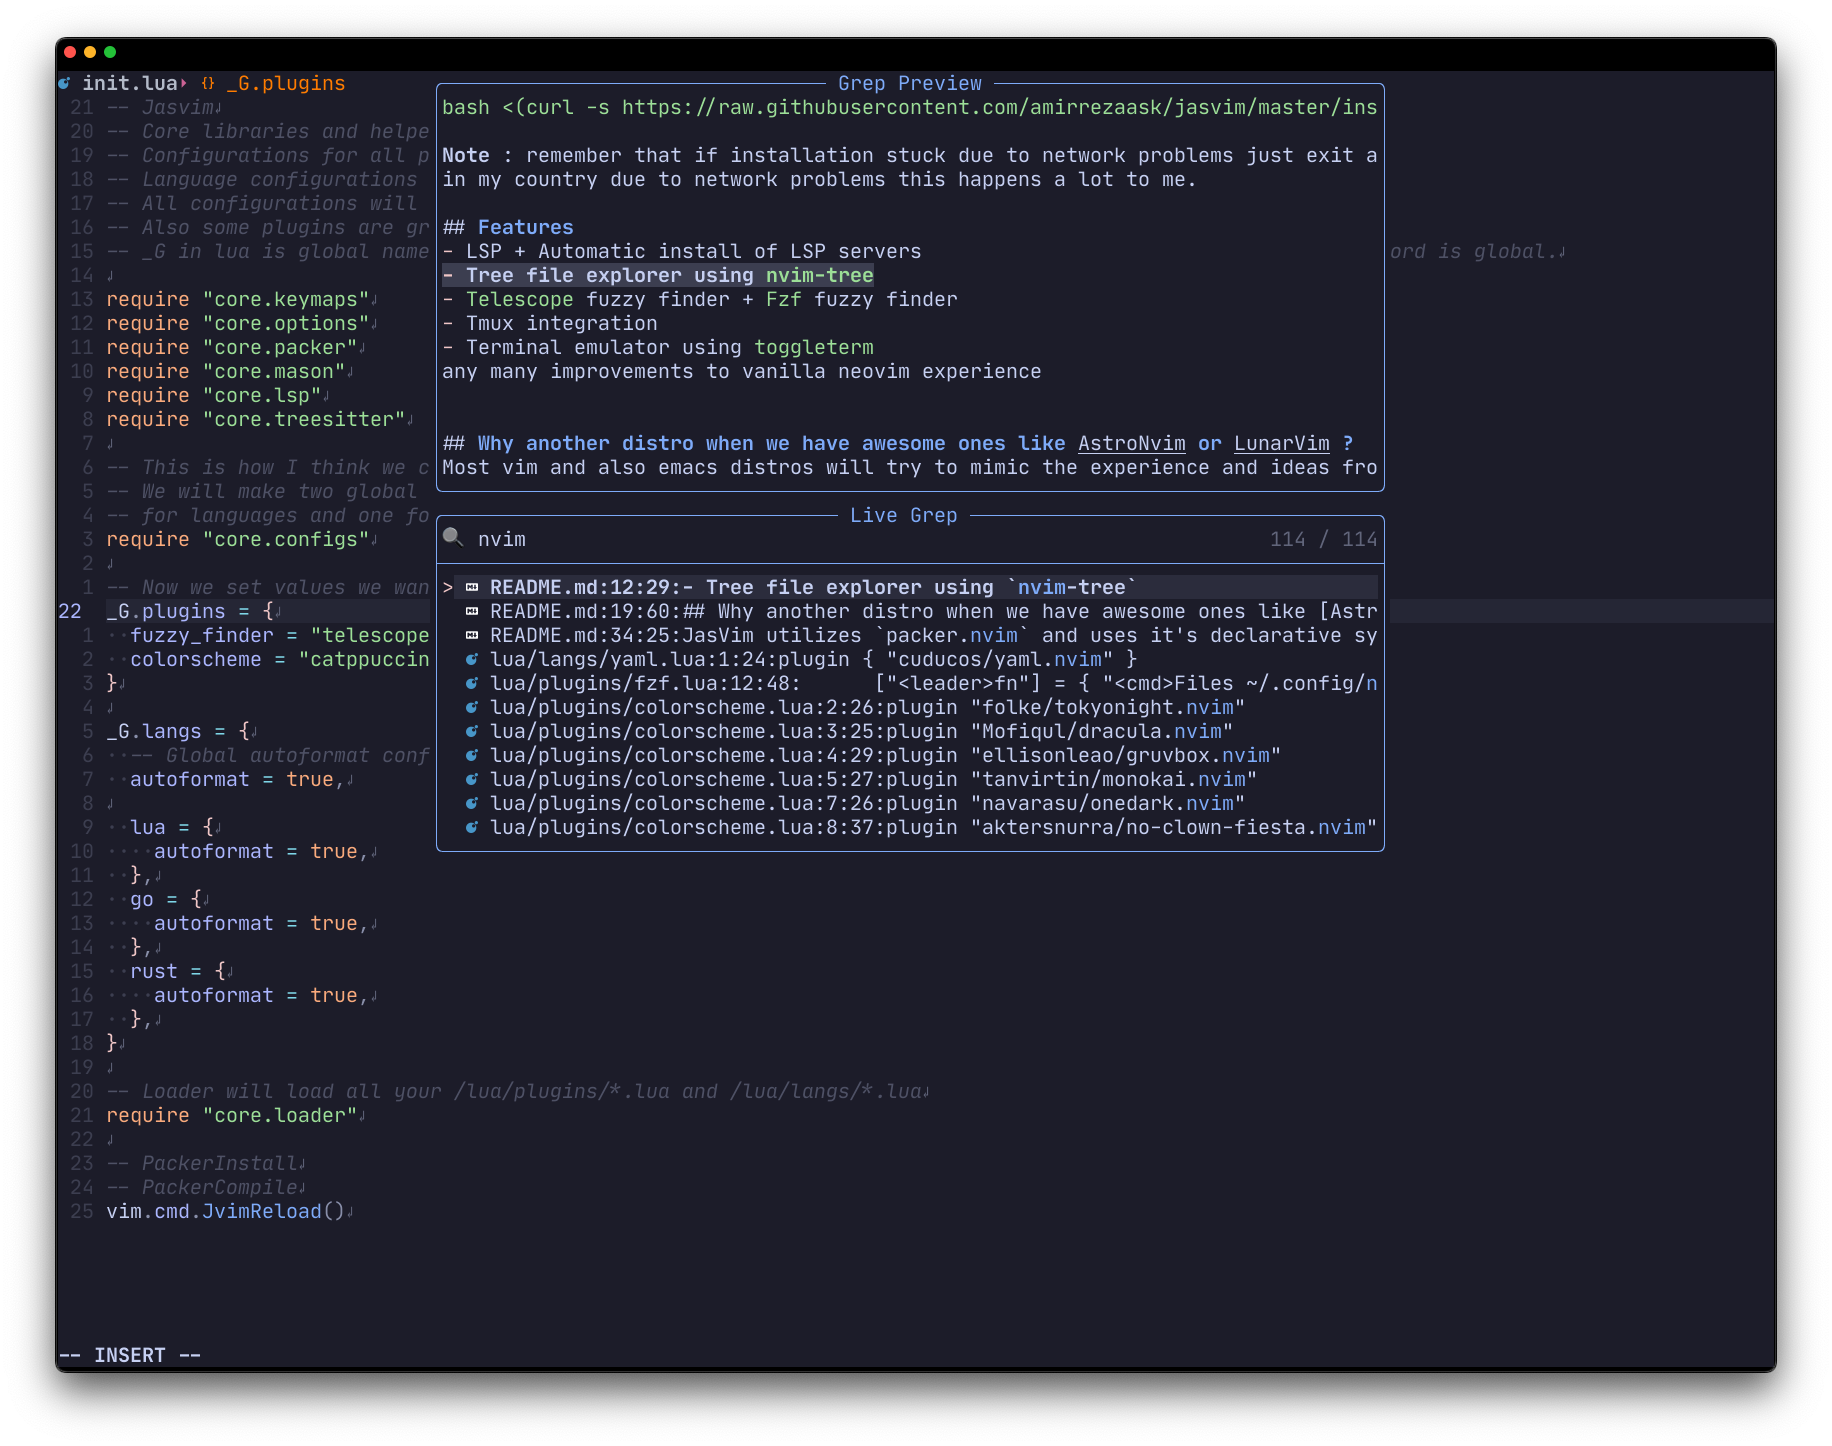 init.lua {} _G.plugins
21 -- Jasvim
20 -- Core libraries and helpe
19 -- Configurations for all p
18 -- Language configurations
17 -- All configurations will
16 -- Also some plugins are gr
15 -- _G in lua is global name
ord is global.
14
13 require "core.keymaps"
12 require "core.options"
11 require "core.packer"
10 require "core.mason"
9 require "core.lsp"
8 require "core.treesitter"
7
6 -- This is how I think we c
5 -- We will make two global
4 -- for languages and one fo
3 require "core.configs"
2
1 -- Now we set values we wan
22 _G.plugins = {
1 fuzzy_finder = "telescope
2 colorscheme = "catppuccin
3 }
4
5 _G.langs = {
6 -- Global autoformat conf
7 autoformat = true,
8
9 lua = {
10 autoformat = true,
11 },
12 go = {
13 autoformat = true,
14 },
15 rust = {
16 autoformat = true,
17 },
18 }
19
20 -- Loader will load all your /lua/plugins/*.lua and /lua/langs/*.lua
21 require "core.loader"
22
23 -- PackerInstall
24 -- PackerCompile
25 vim.cmd.JvimReload()
-- INSERT --
Grep Preview
bash <(curl -s https://raw.githubusercontent.com/amirrezaask/jasvim/master/ins
Note : remember that if installation stuck due to network problems just exit a
in my country due to network problems this happens a lot to me.
## Features
- LSP + Automatic install of LSP servers
- Tree file explorer using nvim-tree
- Telescope fuzzy finder + Fzf fuzzy finder
- Tmux integration
- Terminal emulator using toggleterm
any many improvements to vanilla neovim experience
## Why another distro when we have awesome ones like AstroNvim or LunarVim ?
Most vim and also emacs distros will try to mimic the experience and ideas fro
Live Grep
nvim 114 / 114
> README.md:12:29:- Tree file explorer using `nvim-tree`
README.md:19:60:## Why another distro when we have awesome ones like [Astr
README.md:34:25:JasVim utilizes `packer.nvim` and uses it's declarative sy
lua/langs/yaml.lua:1:24:plugin { "cuducos/yaml.nvim" }
lua/plugins/fzf.lua:12:48: ["<leader>fn"] = { "<cmd>Files ~/.config/n
lua/plugins/colorscheme.lua:2:26:plugin "folke/tokyonight.nvim"
lua/plugins/colorscheme.lua:3:25:plugin "Mofiqul/dracula.nvim"
lua/plugins/colorscheme.lua:4:29:plugin "ellisonleao/gruvbox.nvim"
lua/plugins/colorscheme.lua:5:27:plugin "tanvirtin/monokai.nvim"
lua/plugins/colorscheme.lua:7:26:plugin "navarasu/onedark.nvim"
lua/plugins/colorscheme.lua:8:37:plugin "aktersnurra/no-clown-fiesta.nvim"